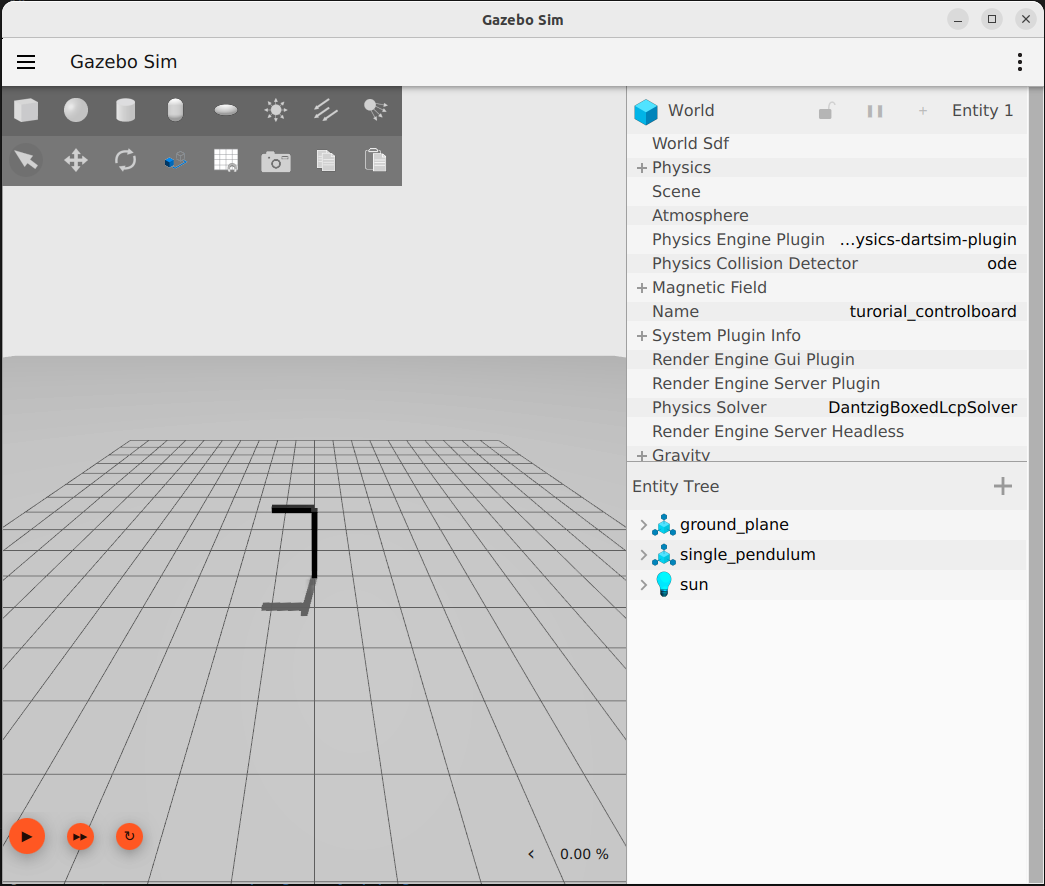 Gazebo Sim
Gazebo Sim
World Entity 1
World Sdf
Physics
Scene
Atmosphere
Physics Engine Plugin ...ysics-dartsim-plugin
Physics Collision Detector ode
Magnetic Field
Name turorial_controlboard
System Plugin Info
Render Engine Gui Plugin
Render Engine Server Plugin
Physics Solver DantzigBoxedLcpSolver
Render Engine Server Headless
Gravity
Entity Tree
ground_plane
single_pendulum
sun
0.00 %